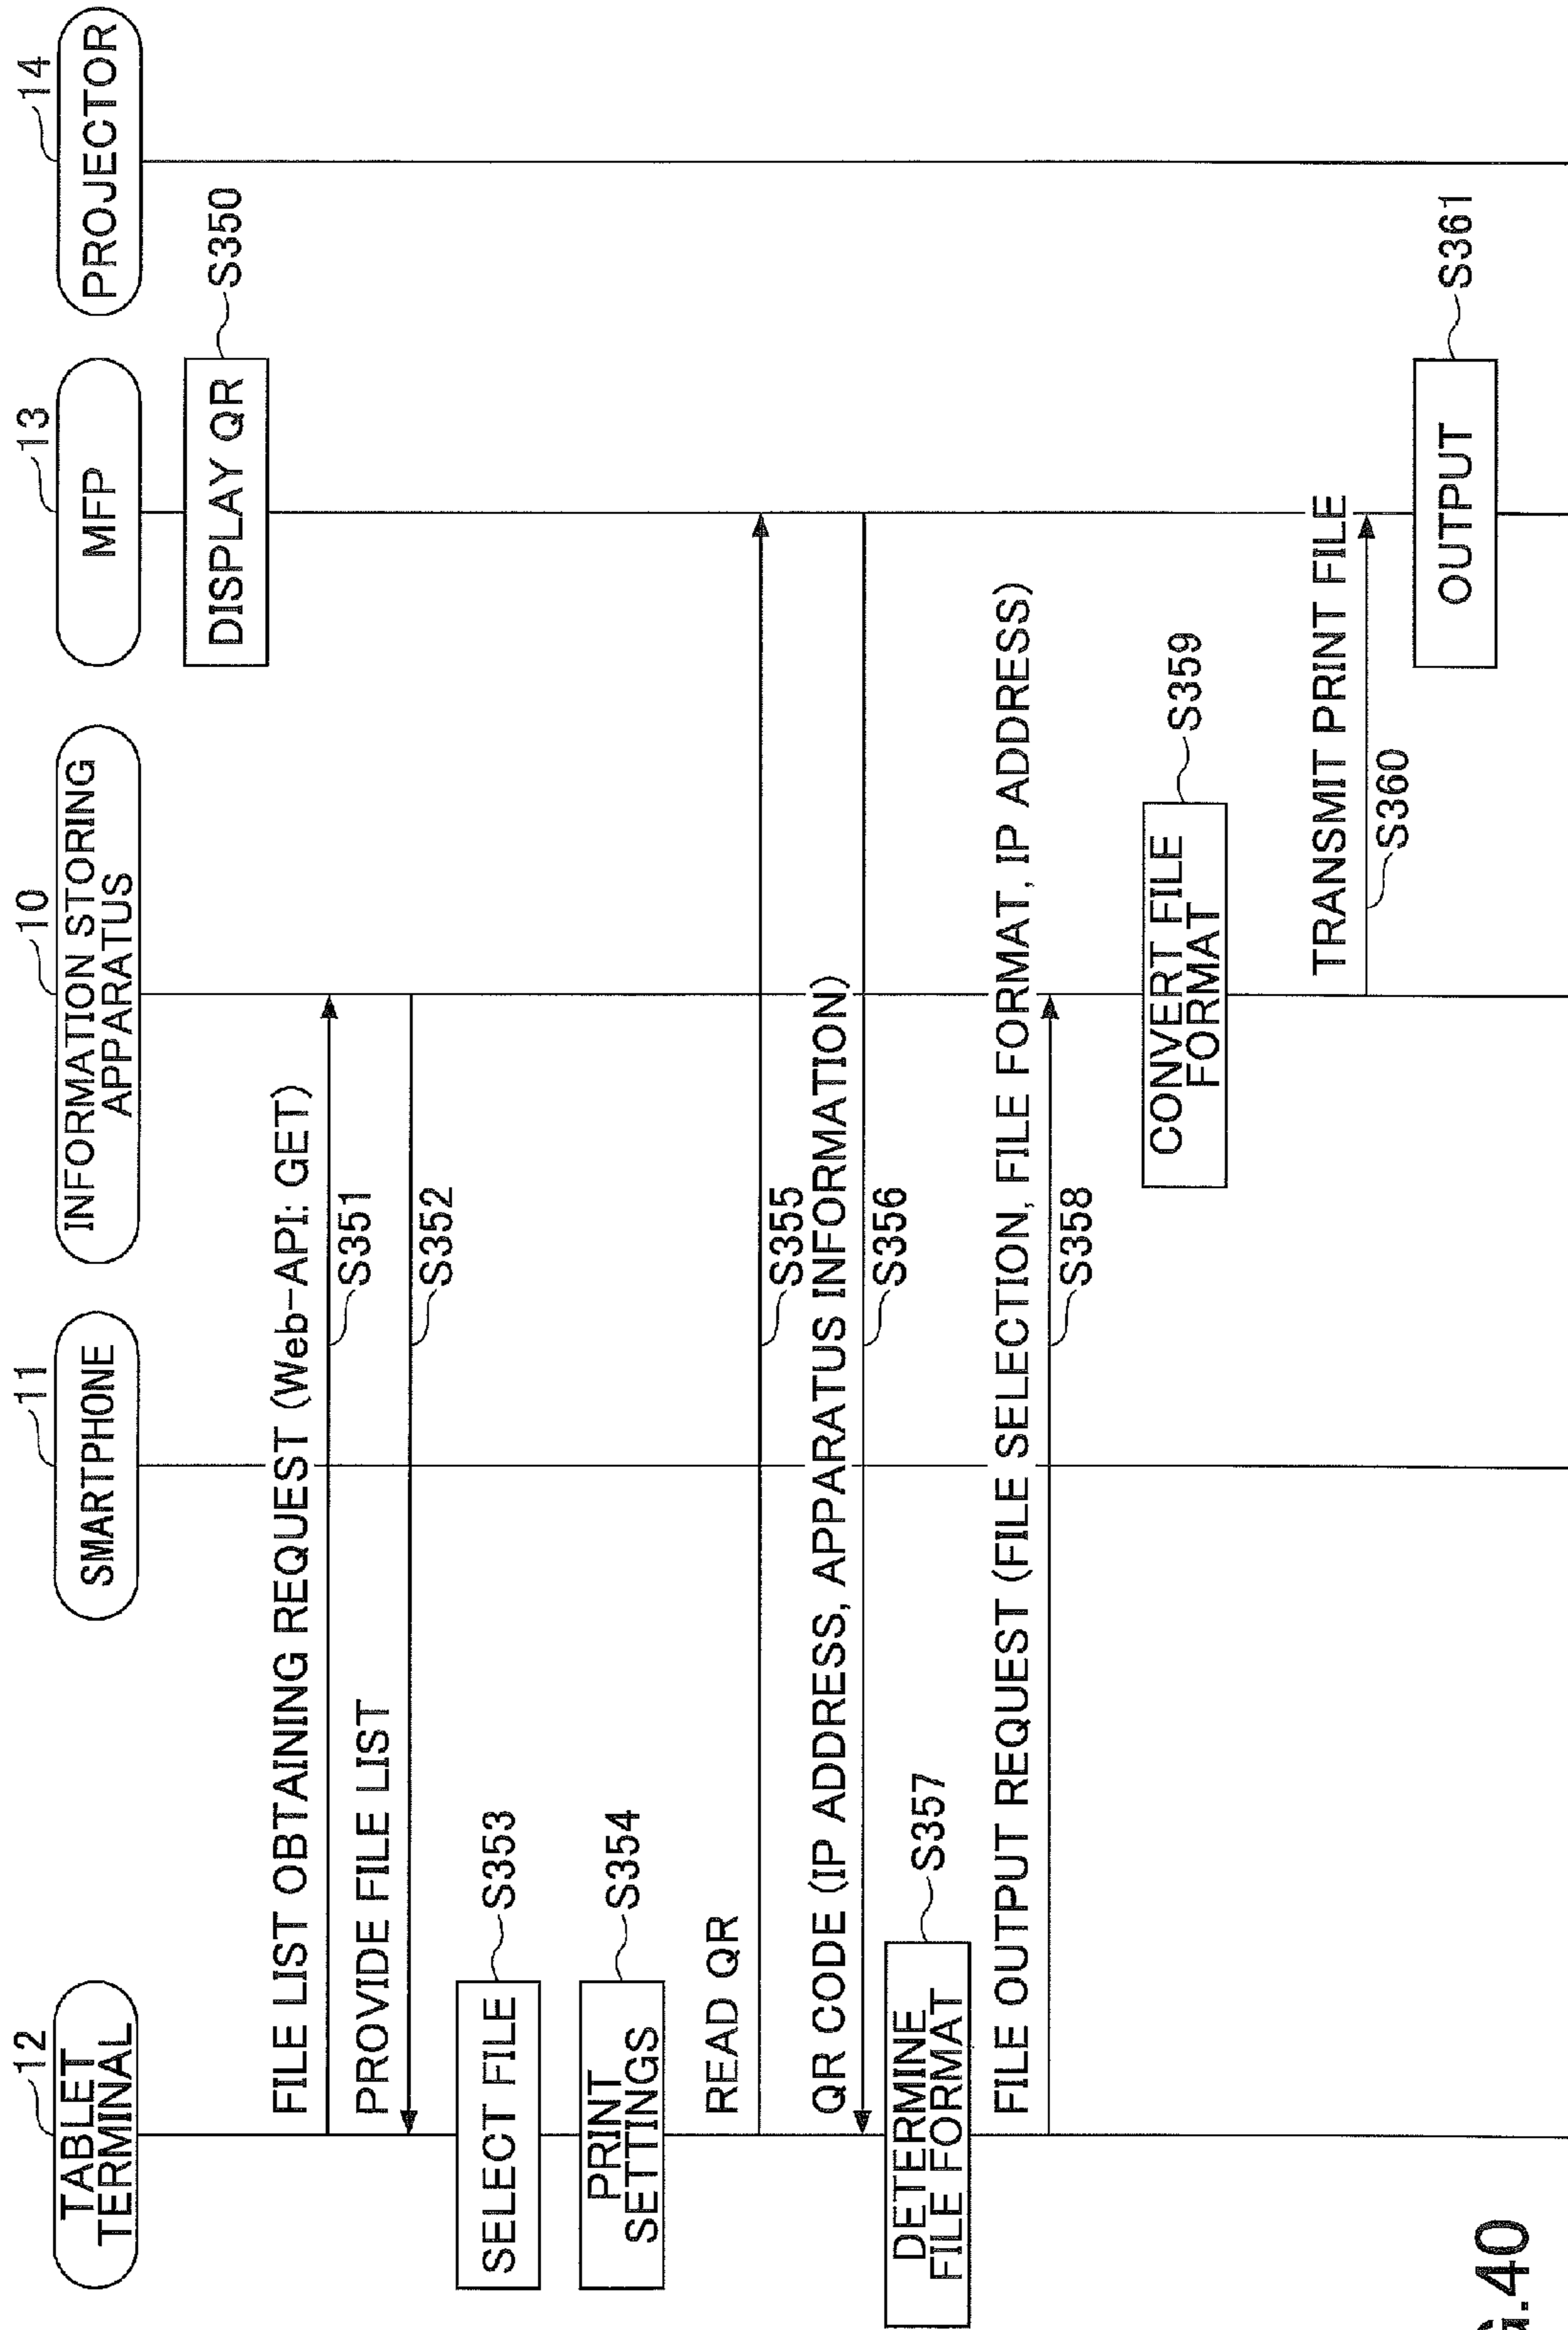 12
TABLET
TERMINAL
11
SMARTPHONE
10
INFORMATION STORING
APPARATUS
13
MFP
14
PROJECTOR
DISPLAY QR
S350
FILE LIST OBTAINING REQUEST (Web-API: GET)
S351
PROVIDE FILE LIST
S352
SELECT FILE
S353
PRINT
SETTINGS
S354
READ QR
S355
QR CODE (IP ADDRESS, APPARATUS INFORMATION)
S356
DETERMINE
FILE FORMAT
S357
FILE OUTPUT REQUEST (FILE SELECTION, FILE FORMAT, IP ADDRESS)
S358
CONVERT FILE
FORMAT
S359
TRANSMIT PRINT FILE
S360
OUTPUT
S361
G.40